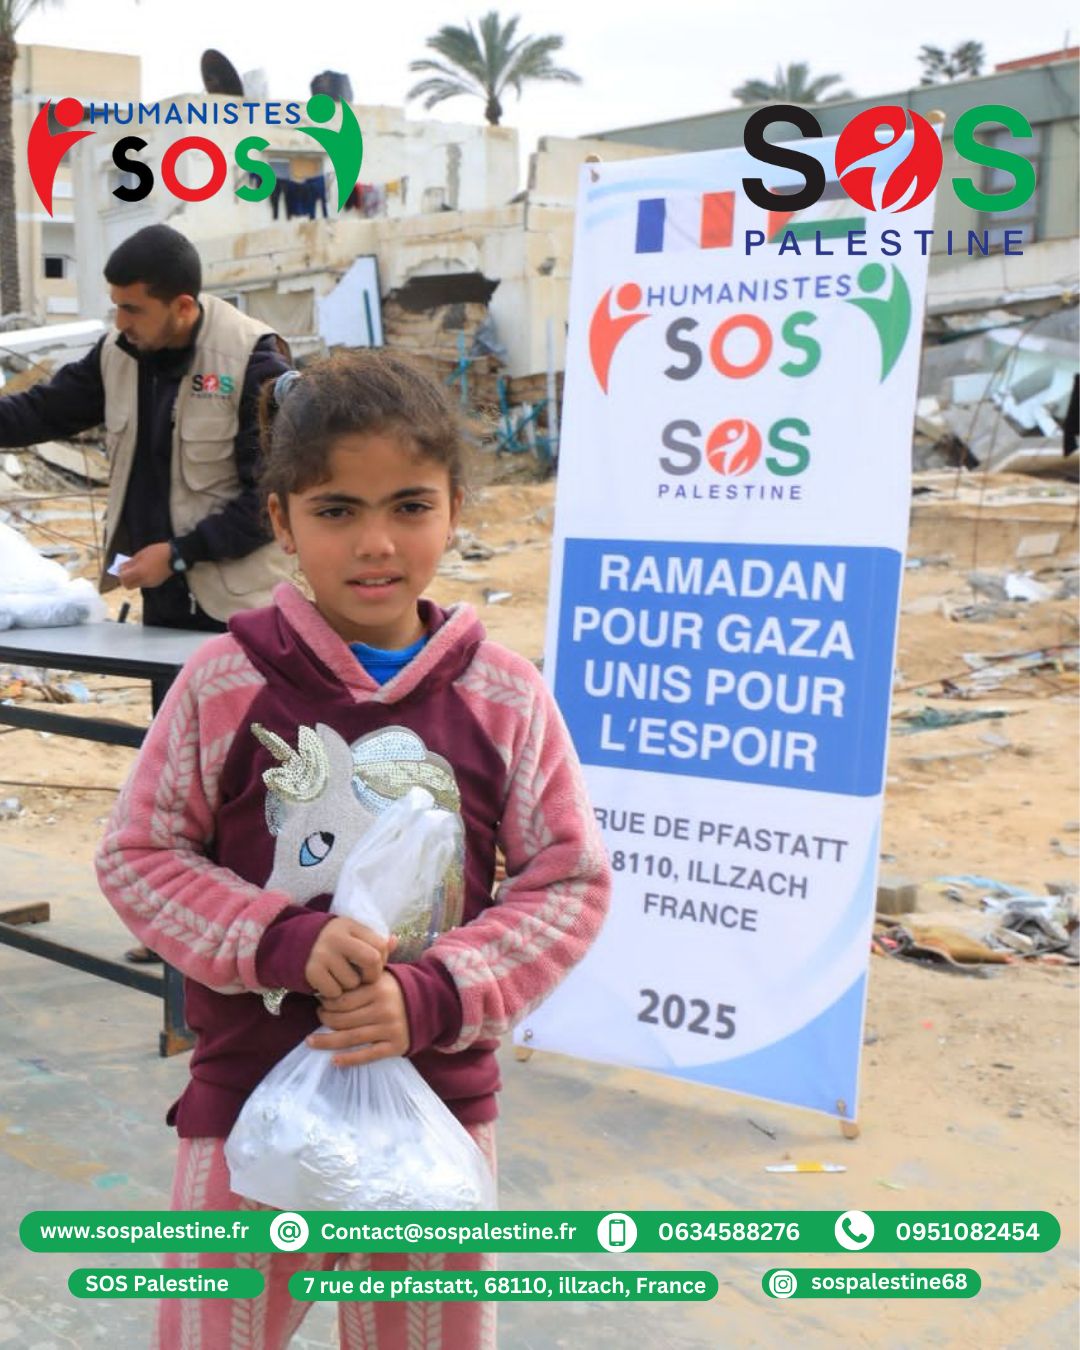 HUMANISTES
SOS
SOS
PALESTINE
HUMANISTES
SOS
SOS
PALESTINE
SOS
RAMADAN
POUR GAZA
UNIS POUR
L'ESPOIR
RUE DE PFASTATT
8110, ILLZACH
FRANCE
2025
www.sospalestine.fr @ Contact@sospalestine.fr 0634588276 0951082454
SOS Palestine 7 rue de pfastatt, 68110, illzach, France sospalestine68